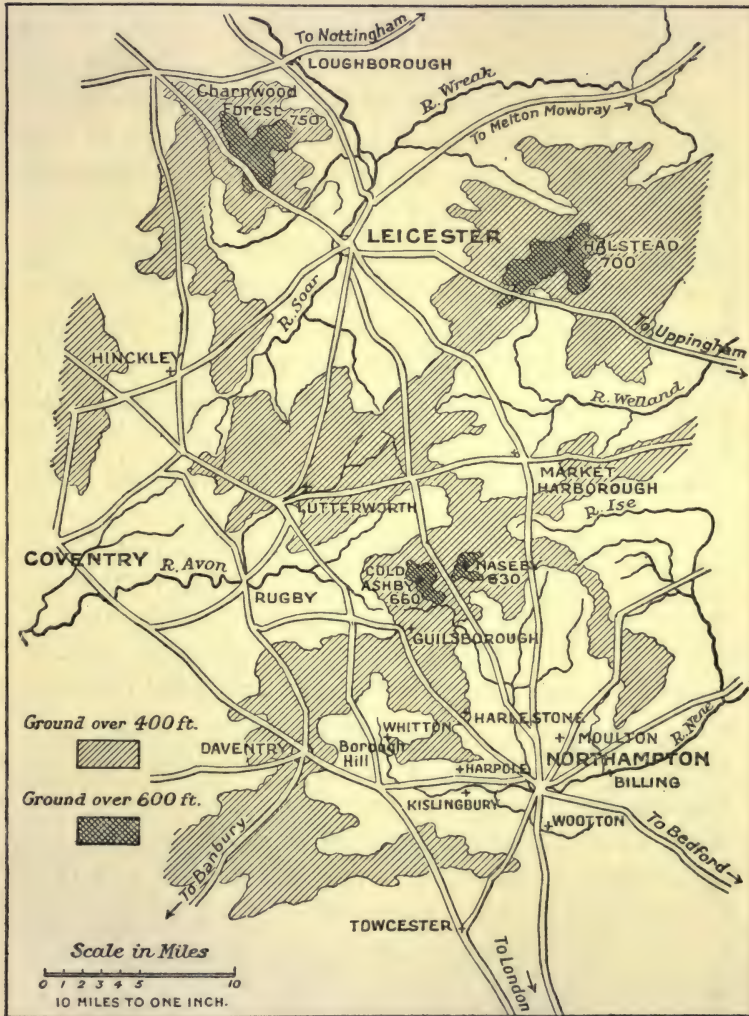 To Nottingham
LOUGHBOROUGH
R. Wreak
Charnwood
Forest 750
To Melton Mowbray
LEICESTER
HALSTEAD
700
R. Soar
To Uppingham
HINCKLEY
R. Welland
MARKET
HARBOROUGH
LUTTERWORTH
R. Ise
COVENTRY
R. Avon
COLD
ASHBY
660
NASEBY
630
RUGBY
GUILSBOROUGH
Ground over 400 ft.
HARLESTONE
WHITTON
MOULTON
R. Nene
DAVENTRY
Borough
Hill
NORTHAMPTON
HARPOLE
BILLING
Ground over 600 ft.
KISLINGBURY
WOOTTON
To Bedford
To Banbury
TOWCESTER
To London
Scale in Miles
0 1 2 3 4 5 10
10 MILES TO ONE INCH.